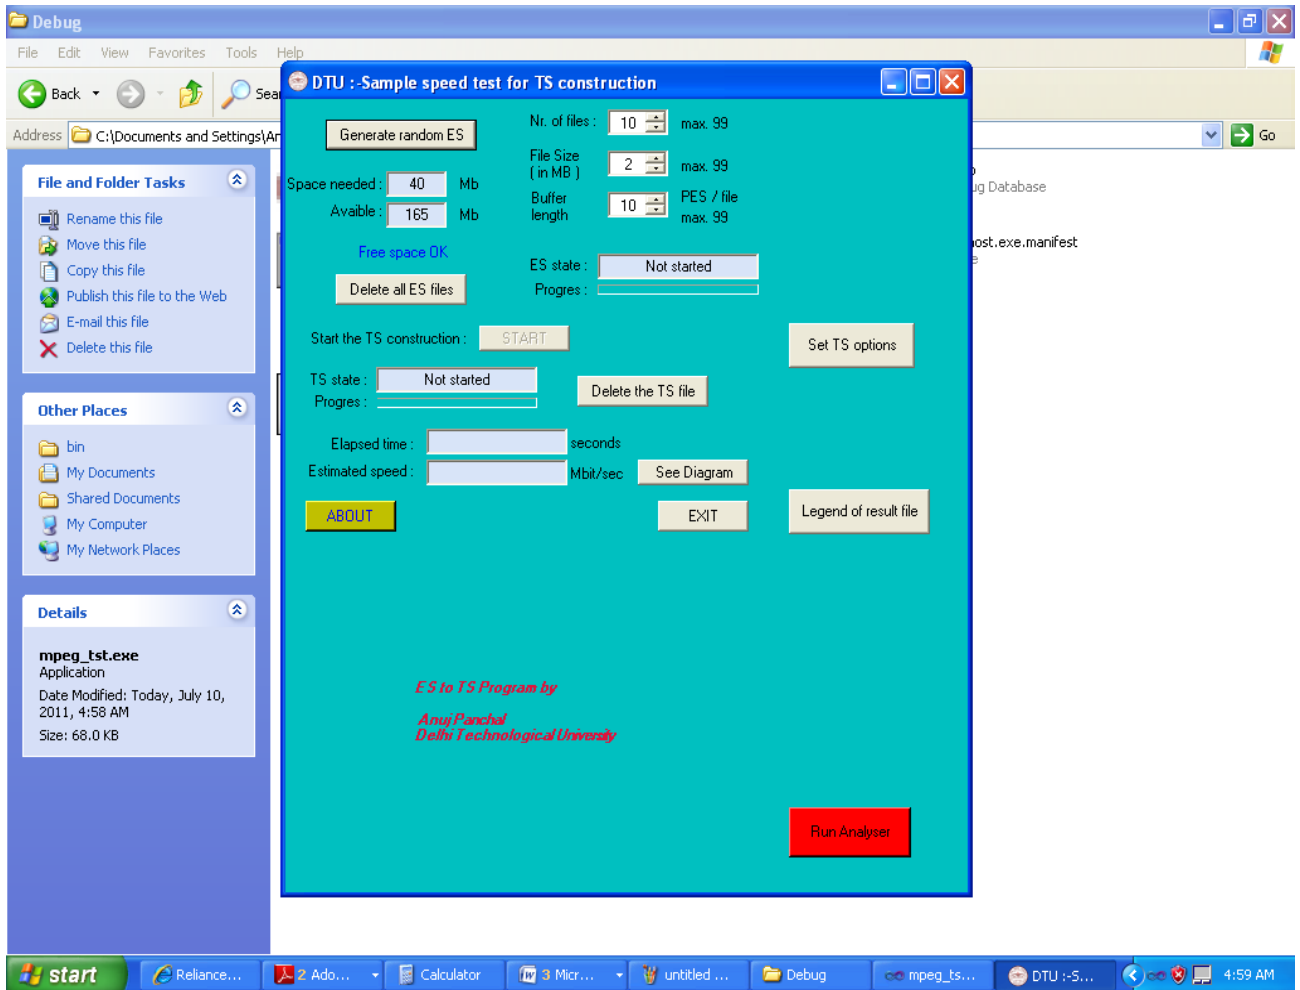 Debug
File Edit View Favorites Tools Help
Back
Address C:\Documents and Settings\
Go
File and Folder Tasks
Rename this file
Move this file
Copy this file
Publish this file to the Web
E-mail this file
Delete this file
Other Places
bin
My Documents
Shared Documents
My Computer
My Network Places
Details
mpeg_tst.exe
Application
Date Modified: Today, July 10,
2011, 4:58 AM
Size: 68.0 KB
DTU :-Sample speed test for TS construction
Generate random ES
Nr. of files : 10 max. 99
File Size
( in MB ) 2 max. 99
Space needed : 40 Mb
Buffer
length 10 PES / file
max. 99
Avaible : 165 Mb
Free space OK
ES state : Not started
Delete all ES files
Progres :
Start the TS construction : START
Set TS options
TS state : Not started
Progres :
Delete the TS file
Elapsed time : seconds
Estimated speed : Mbit/sec See Diagram
ABOUT
EXIT
Legend of result file
ES to TS Program by
Anuj Panchal
Delhi Technological University
Run Analyser
Database
.exe.manifest
start
Reliance...
2 Ado...
Calculator
3 Micr...
untitled ...
Debug
mpeg_ts...
DTU :-S...
4:59 AM